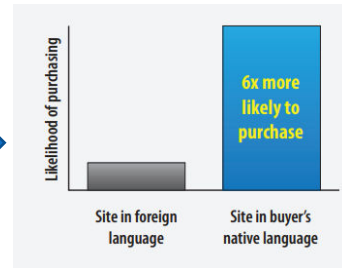 Likelihood of purchasing
6x more
likely to
purchase
Site in foreign
language
Site in buyer's
native language